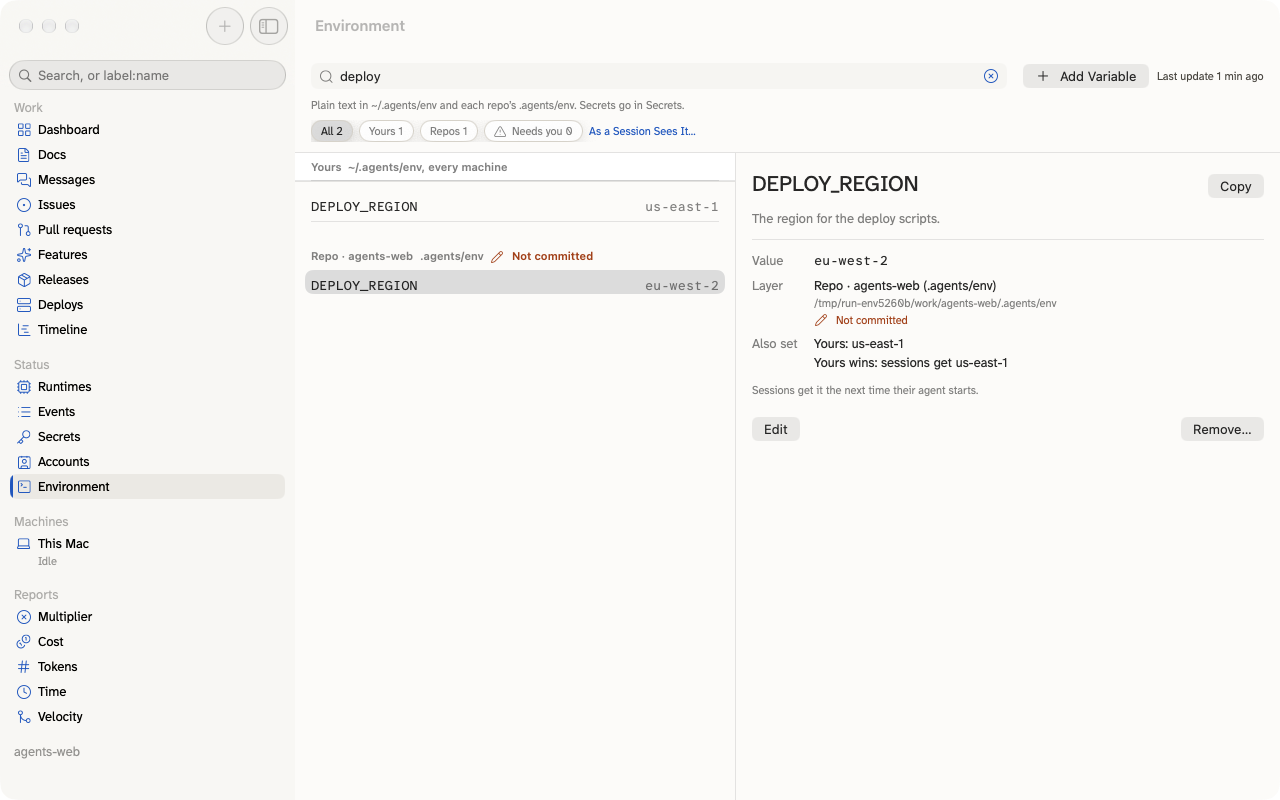 Environment
Search, or label:name
Work
Dashboard
Docs
Messages
Issues
Pull requests
Features
Releases
Deploys
Timeline
Status
Runtimes
Events
Secrets
Accounts
Environment
Machines
This Mac
Idle
Reports
Multiplier
Cost
Tokens
Time
Velocity
agents-web
deploy
Add Variable
Last update 1 min ago
Plain text in ~/.agents/env and each repo's .agents/env. Secrets go in Secrets.
All 2 Yours 1 Repos 1 Needs you 0 As a Session Sees It...
Yours ~/.agents/env, every machine
DEPLOY_REGION us-east-1
Repo · agents-web .agents/env Not committed
DEPLOY_REGION eu-west-2
DEPLOY_REGION
Copy
The region for the deploy scripts.
Value eu-west-2
Layer Repo · agents-web (.agents/env)
/tmp/run-env5260b/work/agents-web/.agents/env
Not committed
Also set Yours: us-east-1
Yours wins: sessions get us-east-1
Sessions get it the next time their agent starts.
Edit Remove...